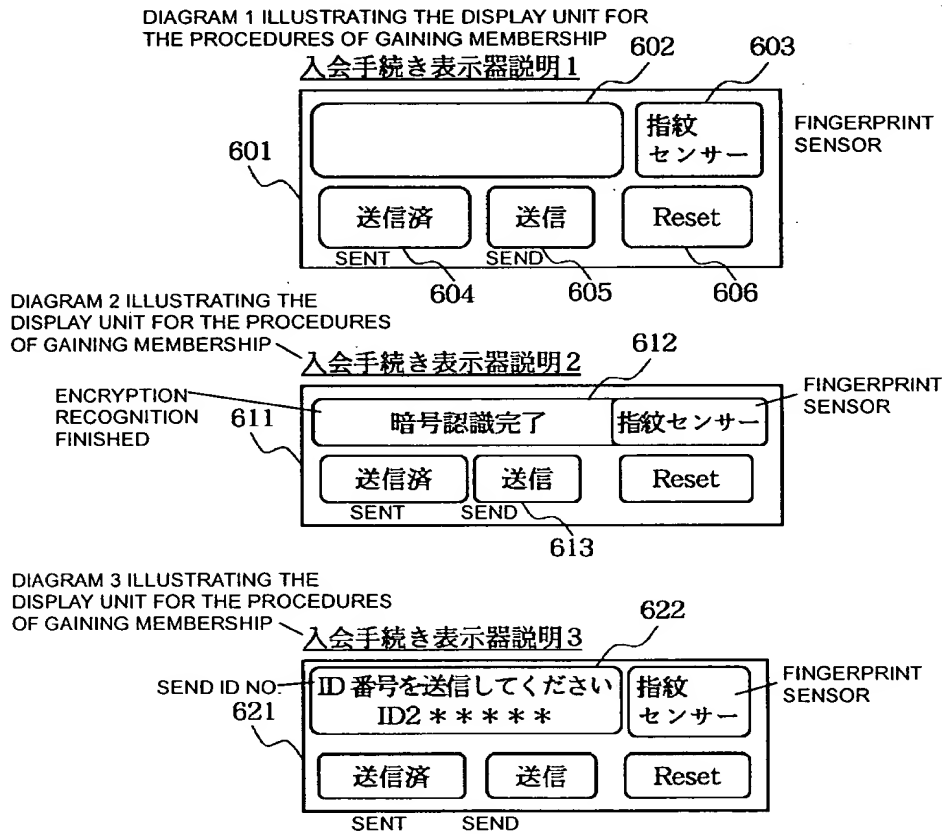 DIAGRAM 1 ILLUSTRATING THE DISPLAY UNIT FOR
THE PROCEDURES OF GAINING MEMBERSHIP
入会手続き表示器説明1
602
603
601
指紋
センサー
FINGERPRINT
SENSOR
送信済
送信
Reset
SENT
SEND
604
605
606
DIAGRAM 2 ILLUSTRATING THE
DISPLAY UNIT FOR THE PROCEDURES
OF GAINING MEMBERSHIP
入会手続き表示器説明2
612
ENCRYPTION
RECOGNITION
FINISHED
611
暗号認識完了
指紋センサー
FINGERPRINT
SENSOR
送信済
送信
Reset
SENT
SEND
613
DIAGRAM 3 ILLUSTRATING THE
DISPLAY UNIT FOR THE PROCEDURES
OF GAINING MEMBERSHIP
入会手続き表示器説明3
622
SEND ID NO.
621
ID 番号を送信してください
ID2 * * * * *
指紋
センサー
FINGERPRINT
SENSOR
送信済
送信
Reset
SENT
SEND